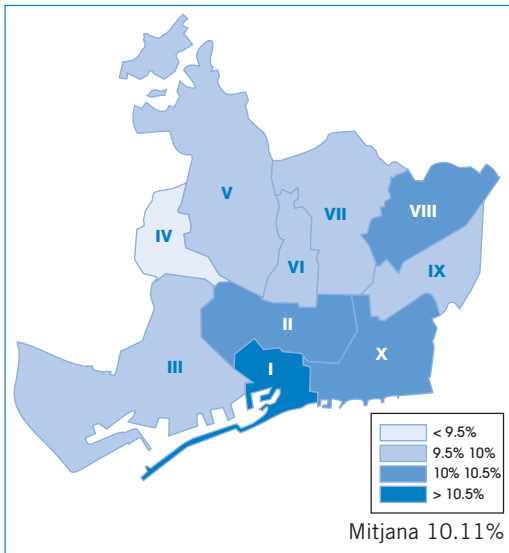 V
VII
VIII
IV
VI
IX
II
X
III
I
< 9.5%
9.5% 10%
10% 10.5%
> 10.5%
Mitjana 10.11%